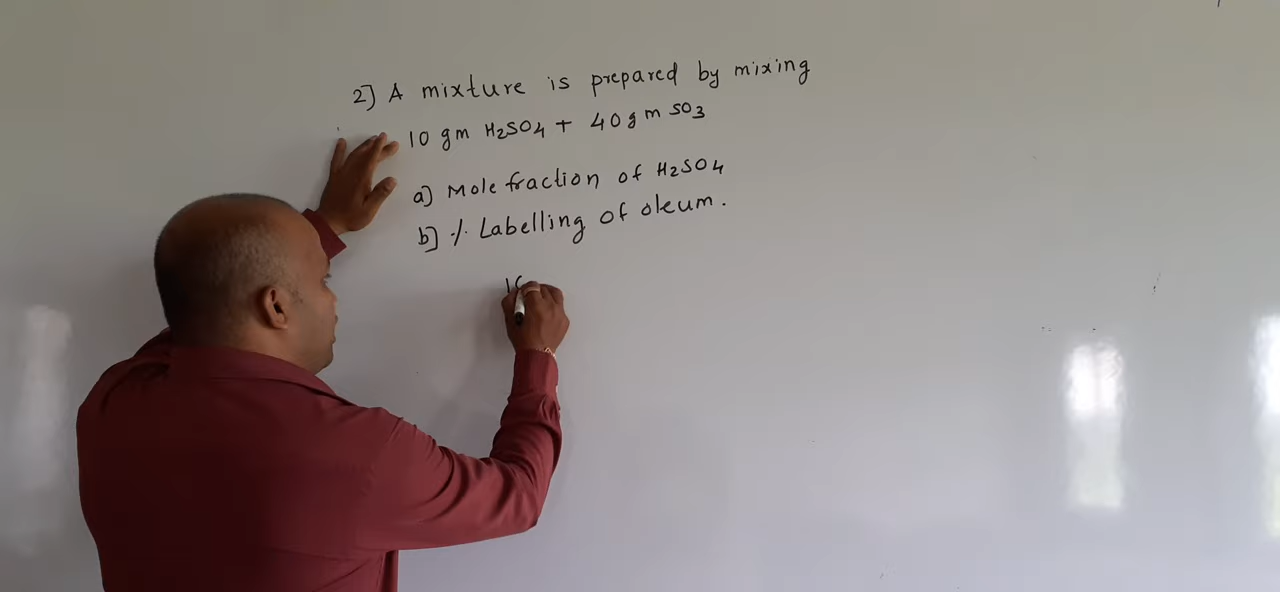 2] A mixture is prepared by mixing
10 gm H2SO4 + 40 gm SO3
a] Mole fraction of H2SO4
b] % Labelling of oleum.